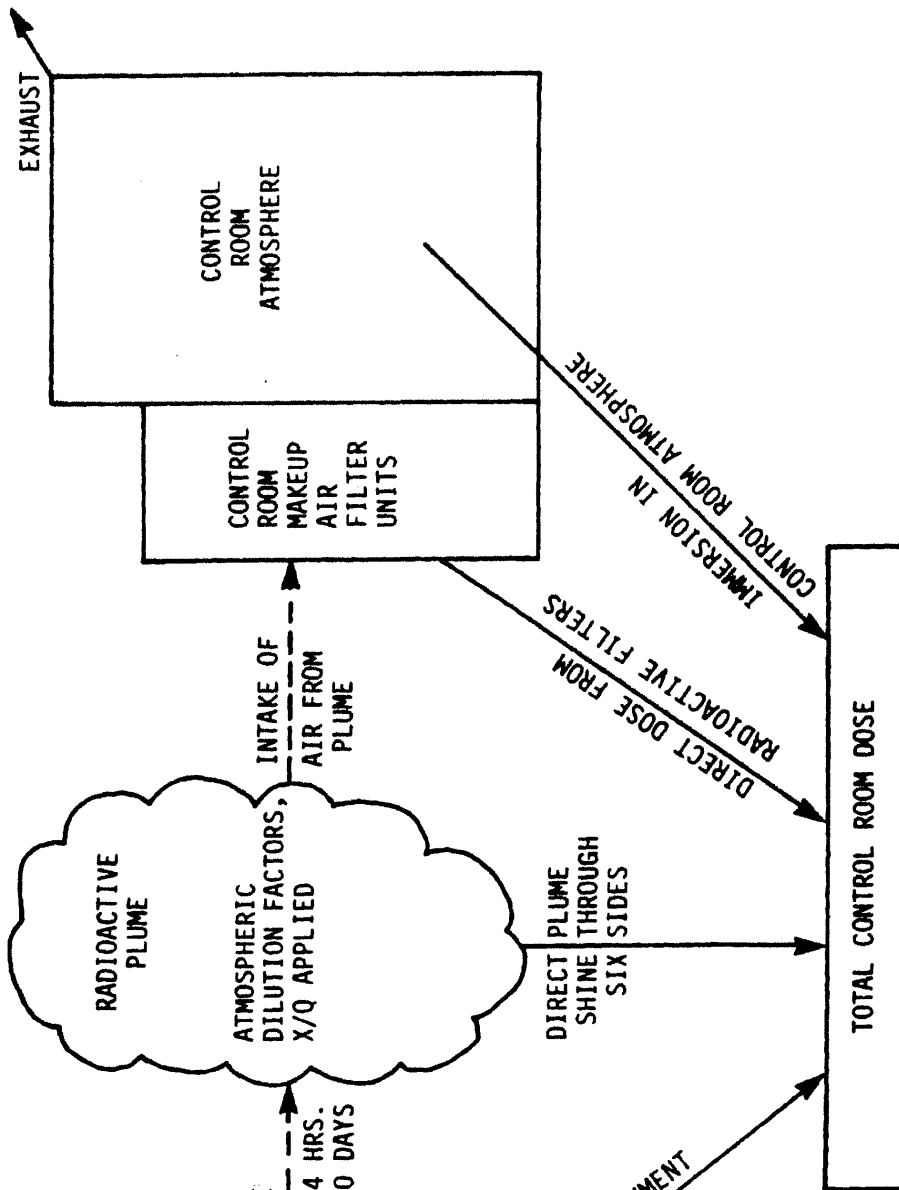 EXHAUST
CONTROL
ROOM
ATMOSPHERE
CONTROL
ROOM
MAKEUP
AIR
FILTER
UNITS
INTAKE OF
AIR FROM
PLUME
RADIOACTIVE
PLUME
ATMOSPHERIC
DILUTION FACTORS,
X/Q APPLIED
4 HRS.
0 DAYS
DIRECT PLUME
SHINE THROUGH
SIX SIDES
DIRECT DOSE FROM
RADIOACTIVE FILTERS
IMMERSION IN
CONTROL ROOM ATMOSPHERE
MENT
TOTAL CONTROL ROOM DOSE